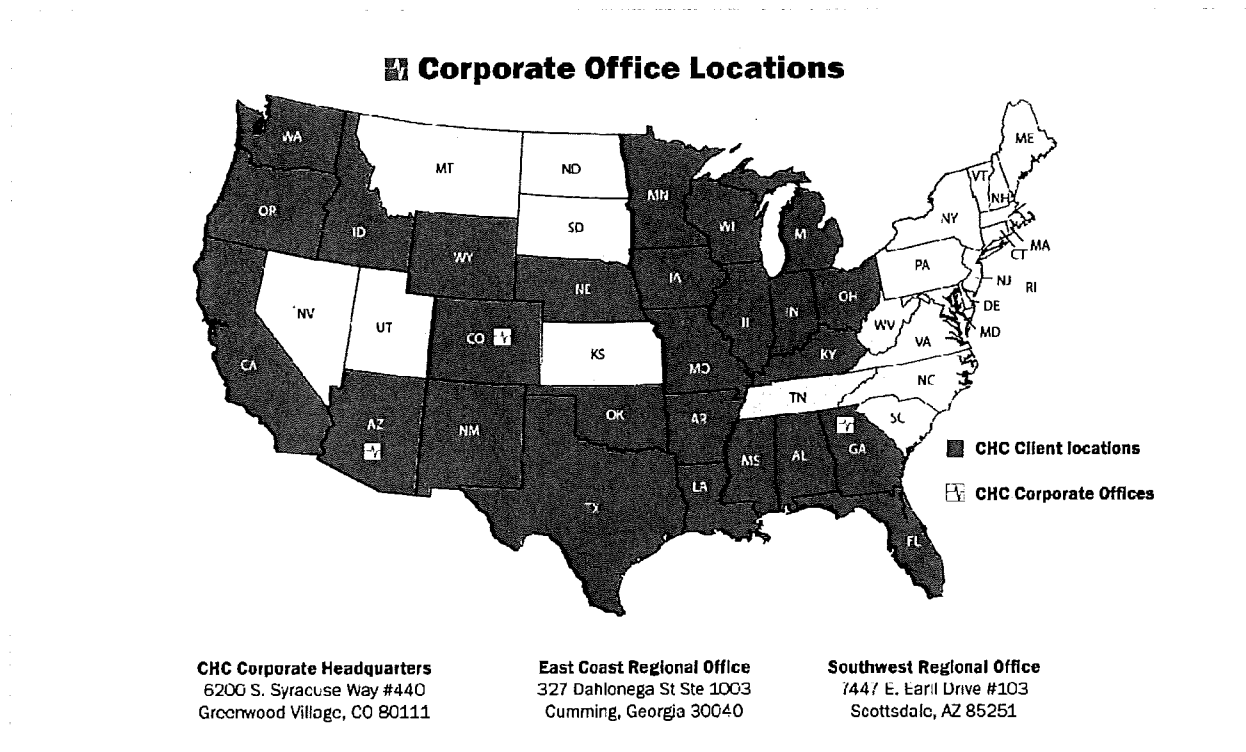 Corporate Office Locations
WA
MT
ND
MN
ME
VT
NH
OR
ID
SD
WI
MI
NY
MA
CT
WY
IA
PA
NJ
RI
NE
OH
DE
NV
UT
CO
IL
IN
WV
MD
VA
CA
KS
MO
KY
NC
TN
AZ
NM
OK
AR
SC
GA
MS
AL
LA
TX
FL
CHC Client locations
CHC Corporate Offices
CHC Corporate Headquarters
6200 S. Syracuse Way #440
Greenwood Village, CO 80111
East Coast Regional Office
327 Dahlonega St Ste 1003
Cumming, Georgia 30040
Southwest Regional Office
7447 E. Earll Drive #103
Scottsdale, AZ 85251